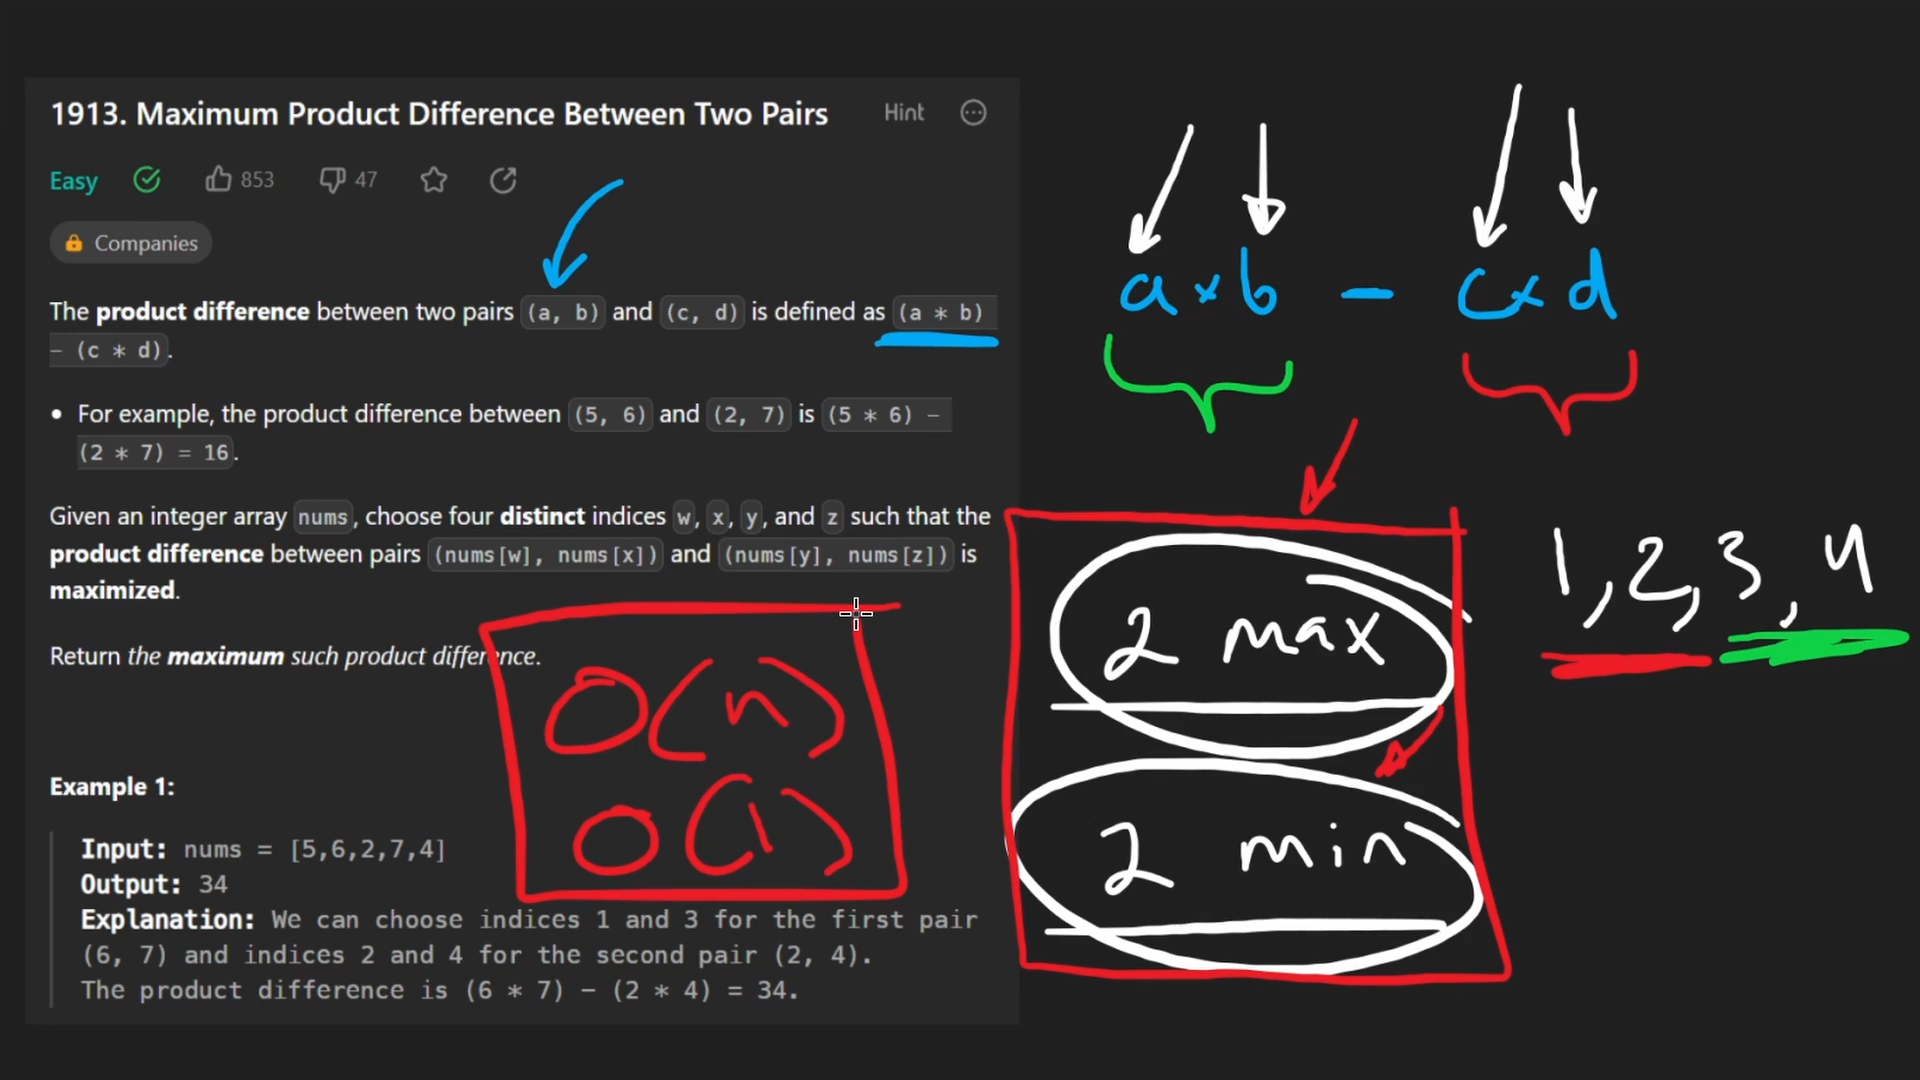 1913. Maximum Product Difference Between Two Pairs
Hint
Easy 853 47
Companies
The product difference between two pairs (a, b) and (c, d) is defined as (a * b)
− (c * d).
• For example, the product difference between (5, 6) and (2, 7) is (5 * 6) −
(2 * 7) = 16.
Given an integer array nums, choose four distinct indices w, x, y, and z such that the
product difference between pairs (nums[w], nums[x]) and (nums[y], nums[z]) is
maximized.
Return the maximum such product difference.
Example 1:
Input: nums = [5,6,2,7,4]
Output: 34
Explanation: We can choose indices 1 and 3 for the first pair
(6, 7) and indices 2 and 4 for the second pair (2, 4).
The product difference is (6 * 7) − (2 * 4) = 34.
O(n)
O(1)
a × b − c × d
2 max
2 min
1, 2, 3, 4